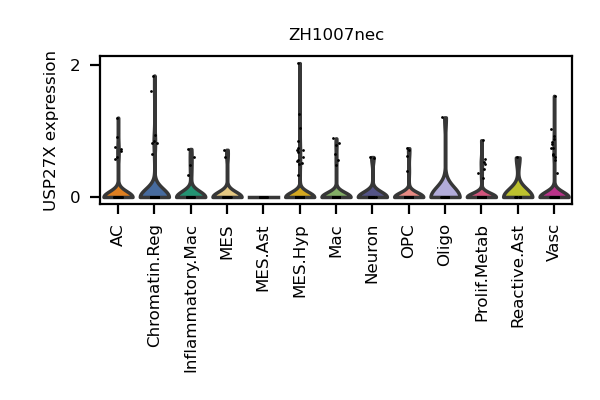 ZH1007nec
USP27X expression
2
0
AC
Chromatin.Reg
Inflammatory.Mac
MES
MES.Ast
MES.Hyp
Mac
Neuron
OPC
Oligo
Prolif.Metab
Reactive.Ast
Vasc